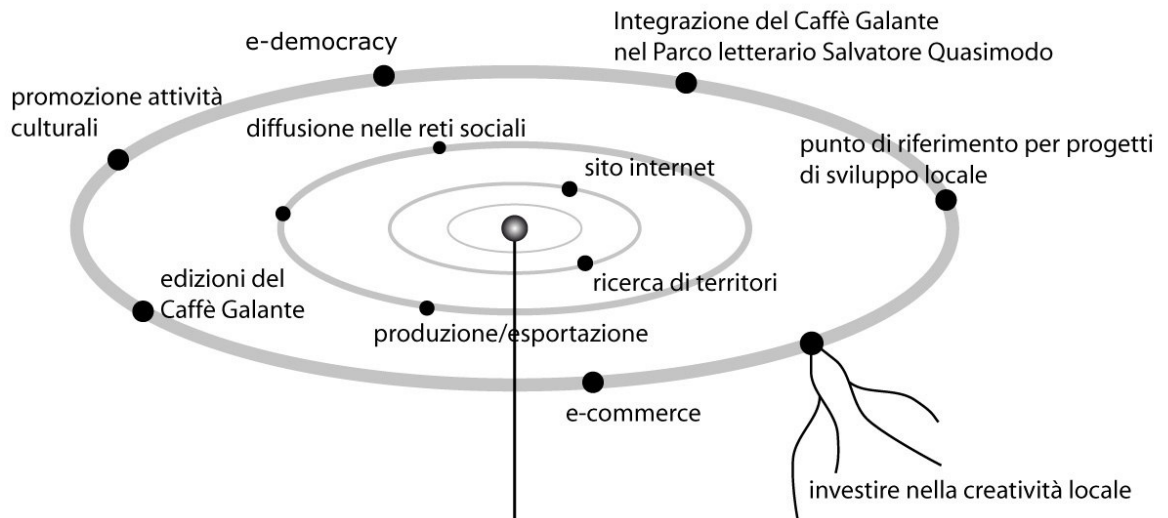 Integrazione del Caffè Galante
nel Parco letterario Salvatore Quasimodo
e-democracy
promozione attività
culturali
diffusione nelle reti sociali
punto di riferimento per progetti
di sviluppo locale
sito internet
ricerca di territori
edizioni del
Caffè Galante
produzione/esportazione
e-commerce
investire nella creatività locale